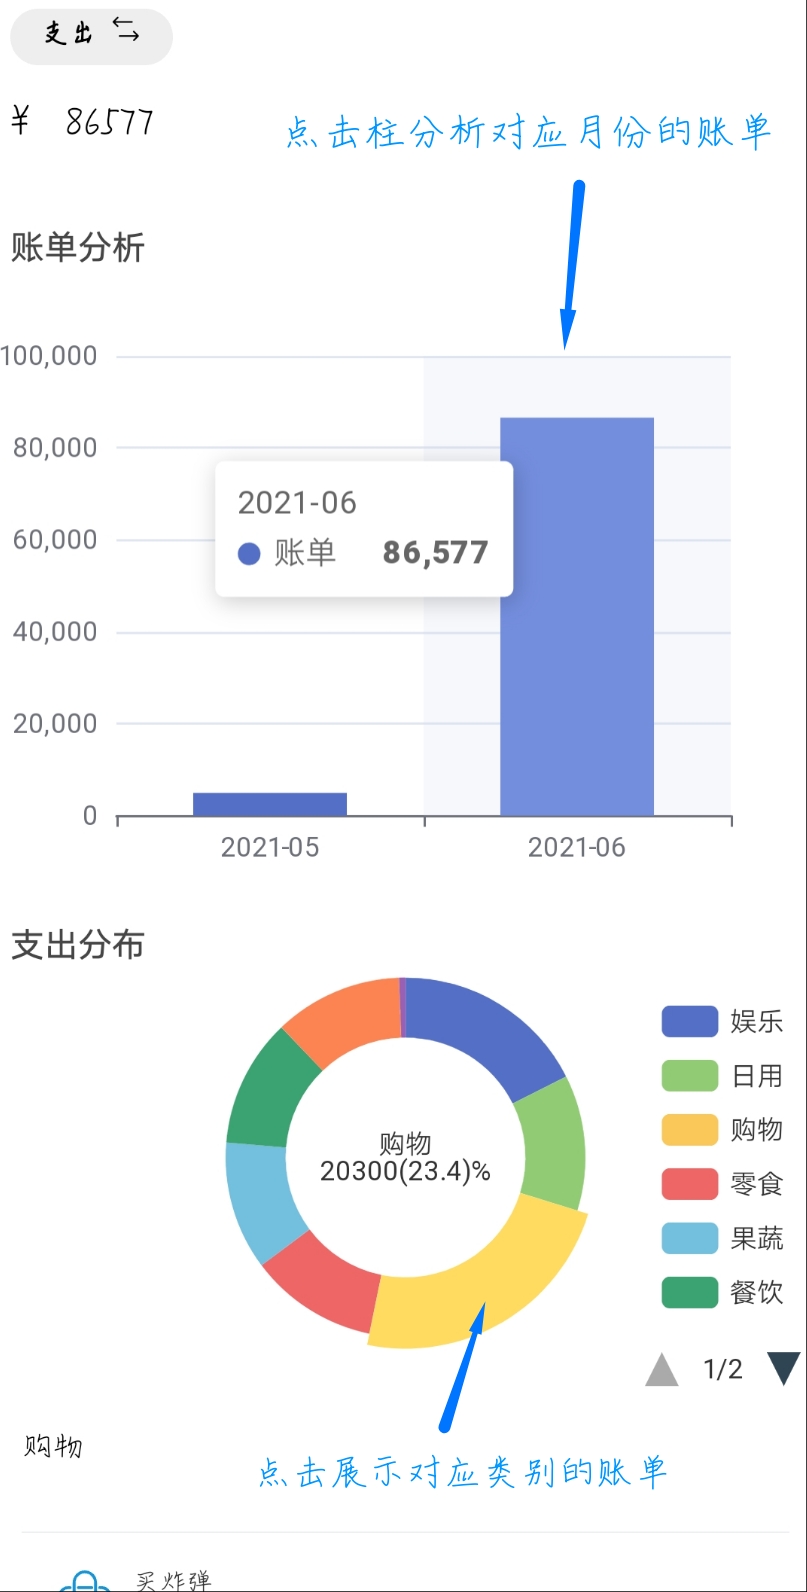 支出
¥ 86577
点击柱分析对应月份的账单
账单分析
100,000
80,000
2021-06
账单 86,577
60,000
40,000
20,000
0
2021-05 2021-06
支出分布
娱乐
日用
购物
零食
果蔬
餐饮
购物
20300(23.4)%
1/2
购物
点击展示对应类别的账单
买炸弹